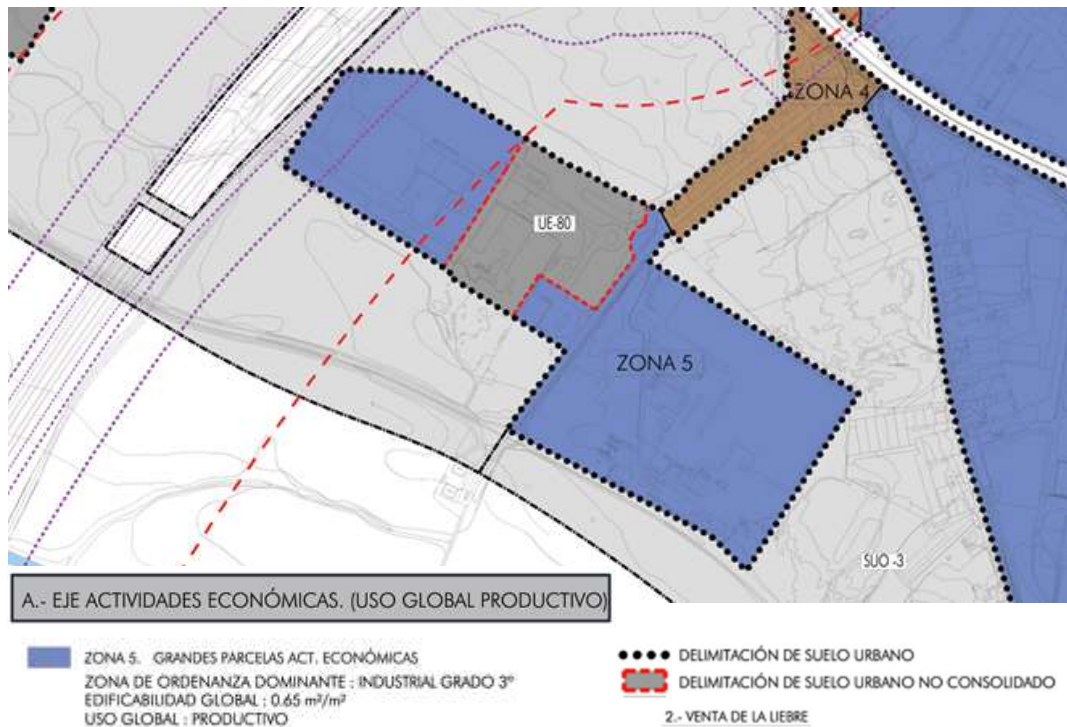 ZONA 4
UE-80
ZONA 5
SUO -3
A.- EJE ACTIVIDADES ECONÓMICAS. (USO GLOBAL PRODUCTIVO)
ZONA 5. GRANDES PARCELAS ACT. ECONÓMICAS
ZONA DE ORDENANZA DOMINANTE : INDUSTRIAL GRADO 3º
EDIFICABILIDAD GLOBAL : 0.65 m²/m²
USO GLOBAL : PRODUCTIVO
DELIMITACIÓN DE SUELO URBANO
DELIMITACIÓN DE SUELO URBANO NO CONSOLIDADO
2.- VENTA DE LA LIEBRE